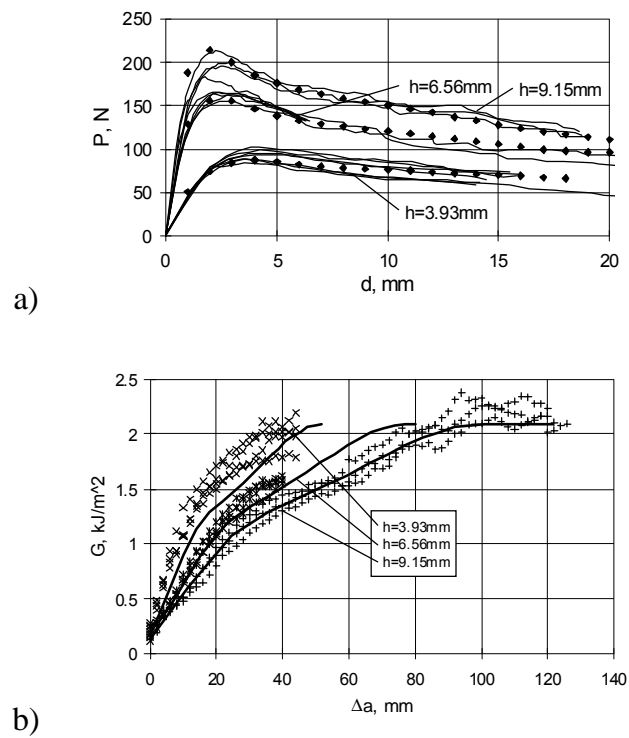 250
200
150
100
50
0
P, N
h=6.56mm
h=9.15mm
h=3.93mm
0 5 10 15 20
d, mm
a)
2.5
2
1.5
1
0.5
0
G, kJ/m^2
h=3.93mm
h=6.56mm
h=9.15mm
0 20 40 60 80 100 120 140
Δa, mm
b)